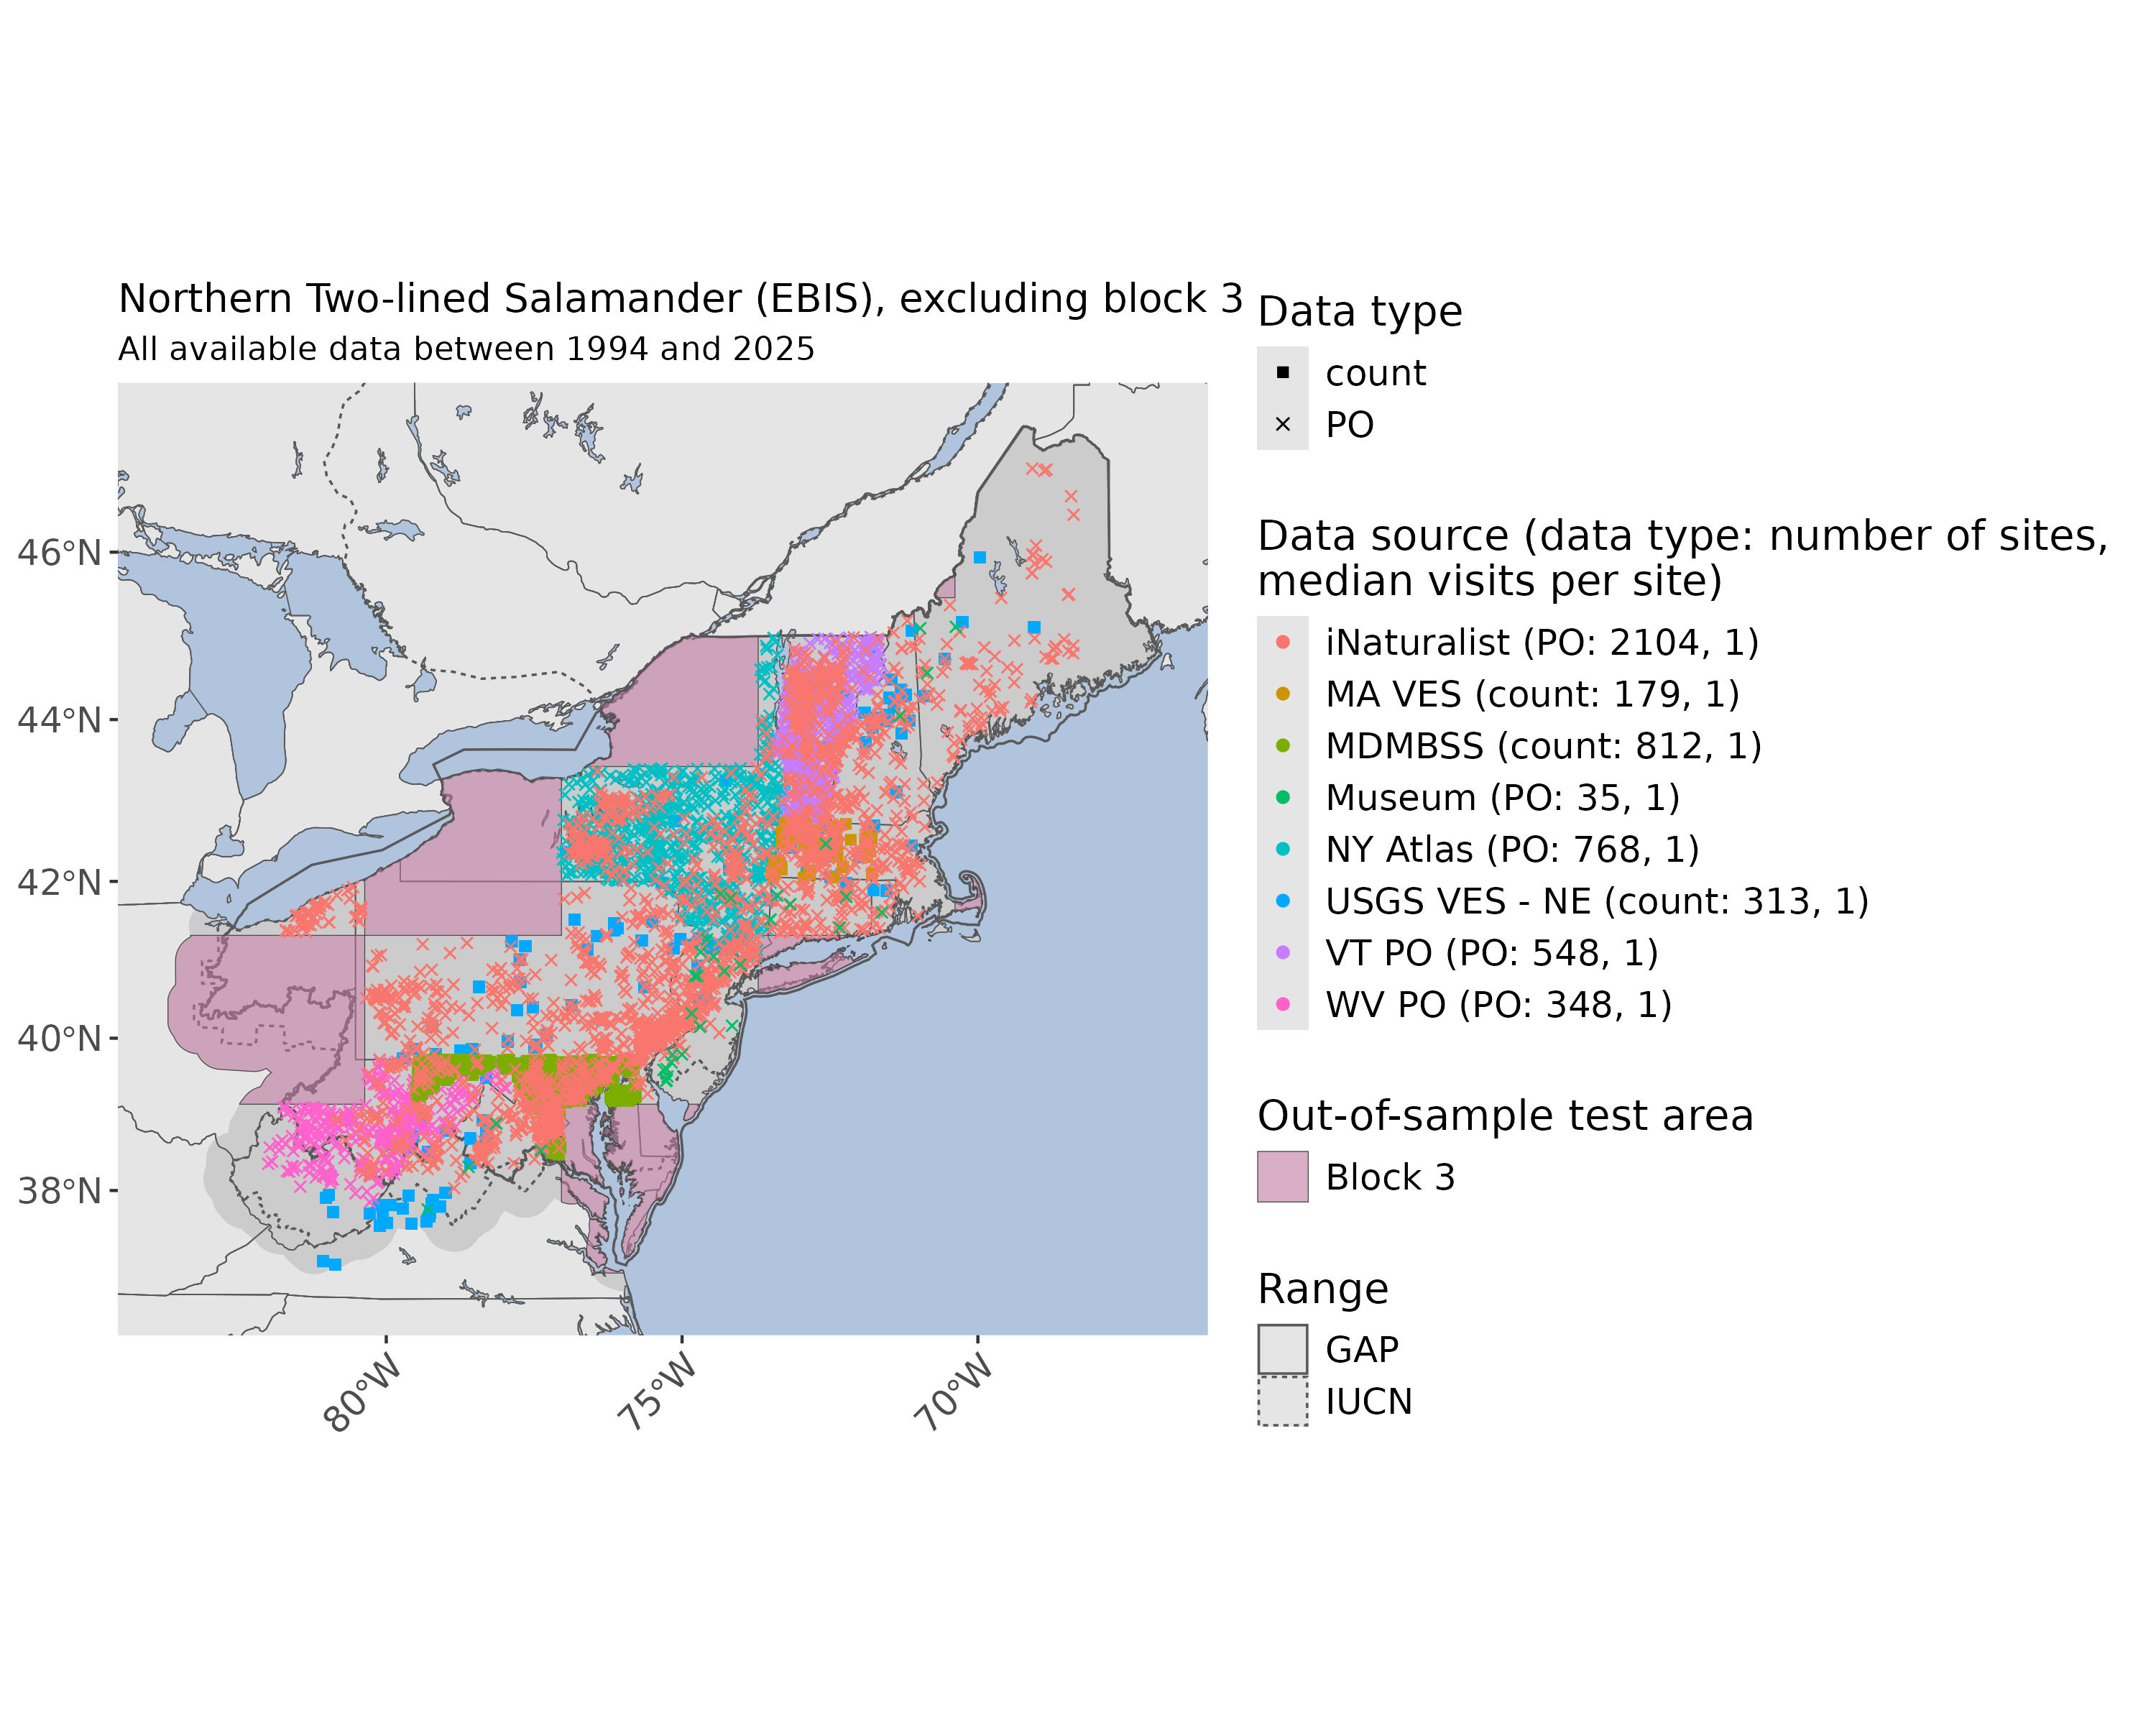 Northern Two-lined Salamander (EBIS), excluding block 3
All available data between 1994 and 2025
46°N
44°N
42°N
40°N
38°N
80°W
75°W
70°W
Data type
count
PO
Data source (data type: number of sites,
median visits per site)
iNaturalist (PO: 2104, 1)
MA VES (count: 179, 1)
MDMBSS (count: 812, 1)
Museum (PO: 35, 1)
NY Atlas (PO: 768, 1)
USGS VES - NE (count: 313, 1)
VT PO (PO: 548, 1)
WV PO (PO: 348, 1)
Out-of-sample test area
Block 3
Range
GAP
IUCN